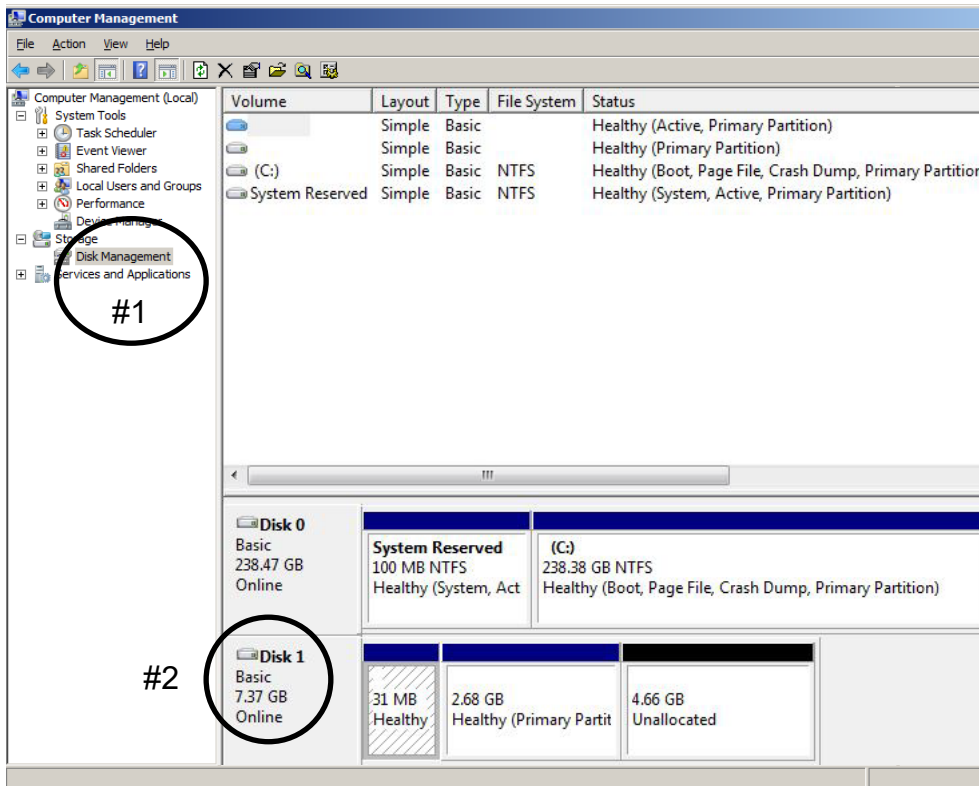 Computer Management
File Action View Help
Computer Management (Local)
System Tools
Task Scheduler
Event Viewer
Shared Folders
Local Users and Groups
Performance
Device Manager
Storage
Disk Management
Services and Applications
#1
Volume Layout Type File System Status
Simple Basic Healthy (Active, Primary Partition)
Simple Basic Healthy (Primary Partition)
(C:) Simple Basic NTFS Healthy (Boot, Page File, Crash Dump, Primary Partition
System Reserved Simple Basic NTFS Healthy (System, Active, Primary Partition)
Disk 0
Basic
238.47 GB
Online
System Reserved
100 MB NTFS
Healthy (System, Act
(C:)
238.38 GB NTFS
Healthy (Boot, Page File, Crash Dump, Primary Partition)
#2
Disk 1
Basic
7.37 GB
Online
31 MB
Healthy
2.68 GB
Healthy (Primary Partit
4.66 GB
Unallocated